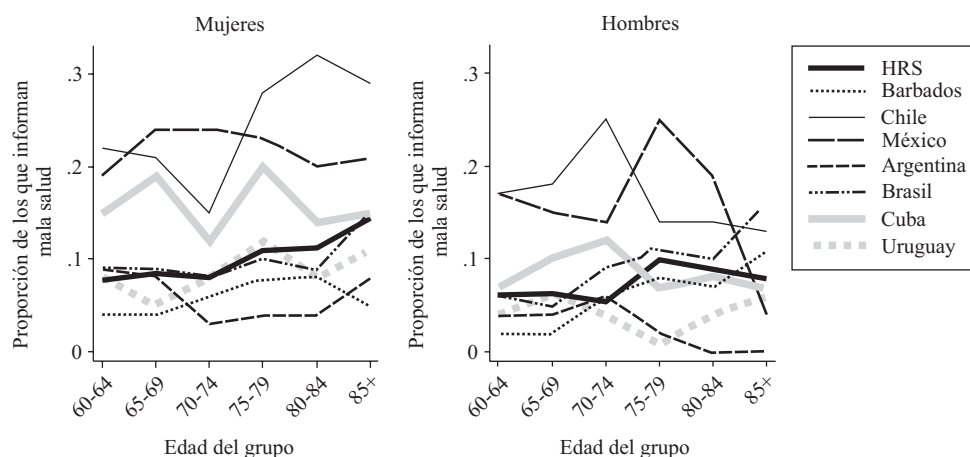 Mujeres
Proporción de los que informan
mala salud
.3
.2
.1
0
60-64
65-69
70-74
75-79
80-84
85+
Edad del grupo
Hombres
Proporción de los que informan
mala salud
.3
.2
.1
0
60-64
65-69
70-74
75-79
80-84
85+
Edad del grupo
HRS
Barbados
Chile
México
Argentina
Brasil
Cuba
Uruguay